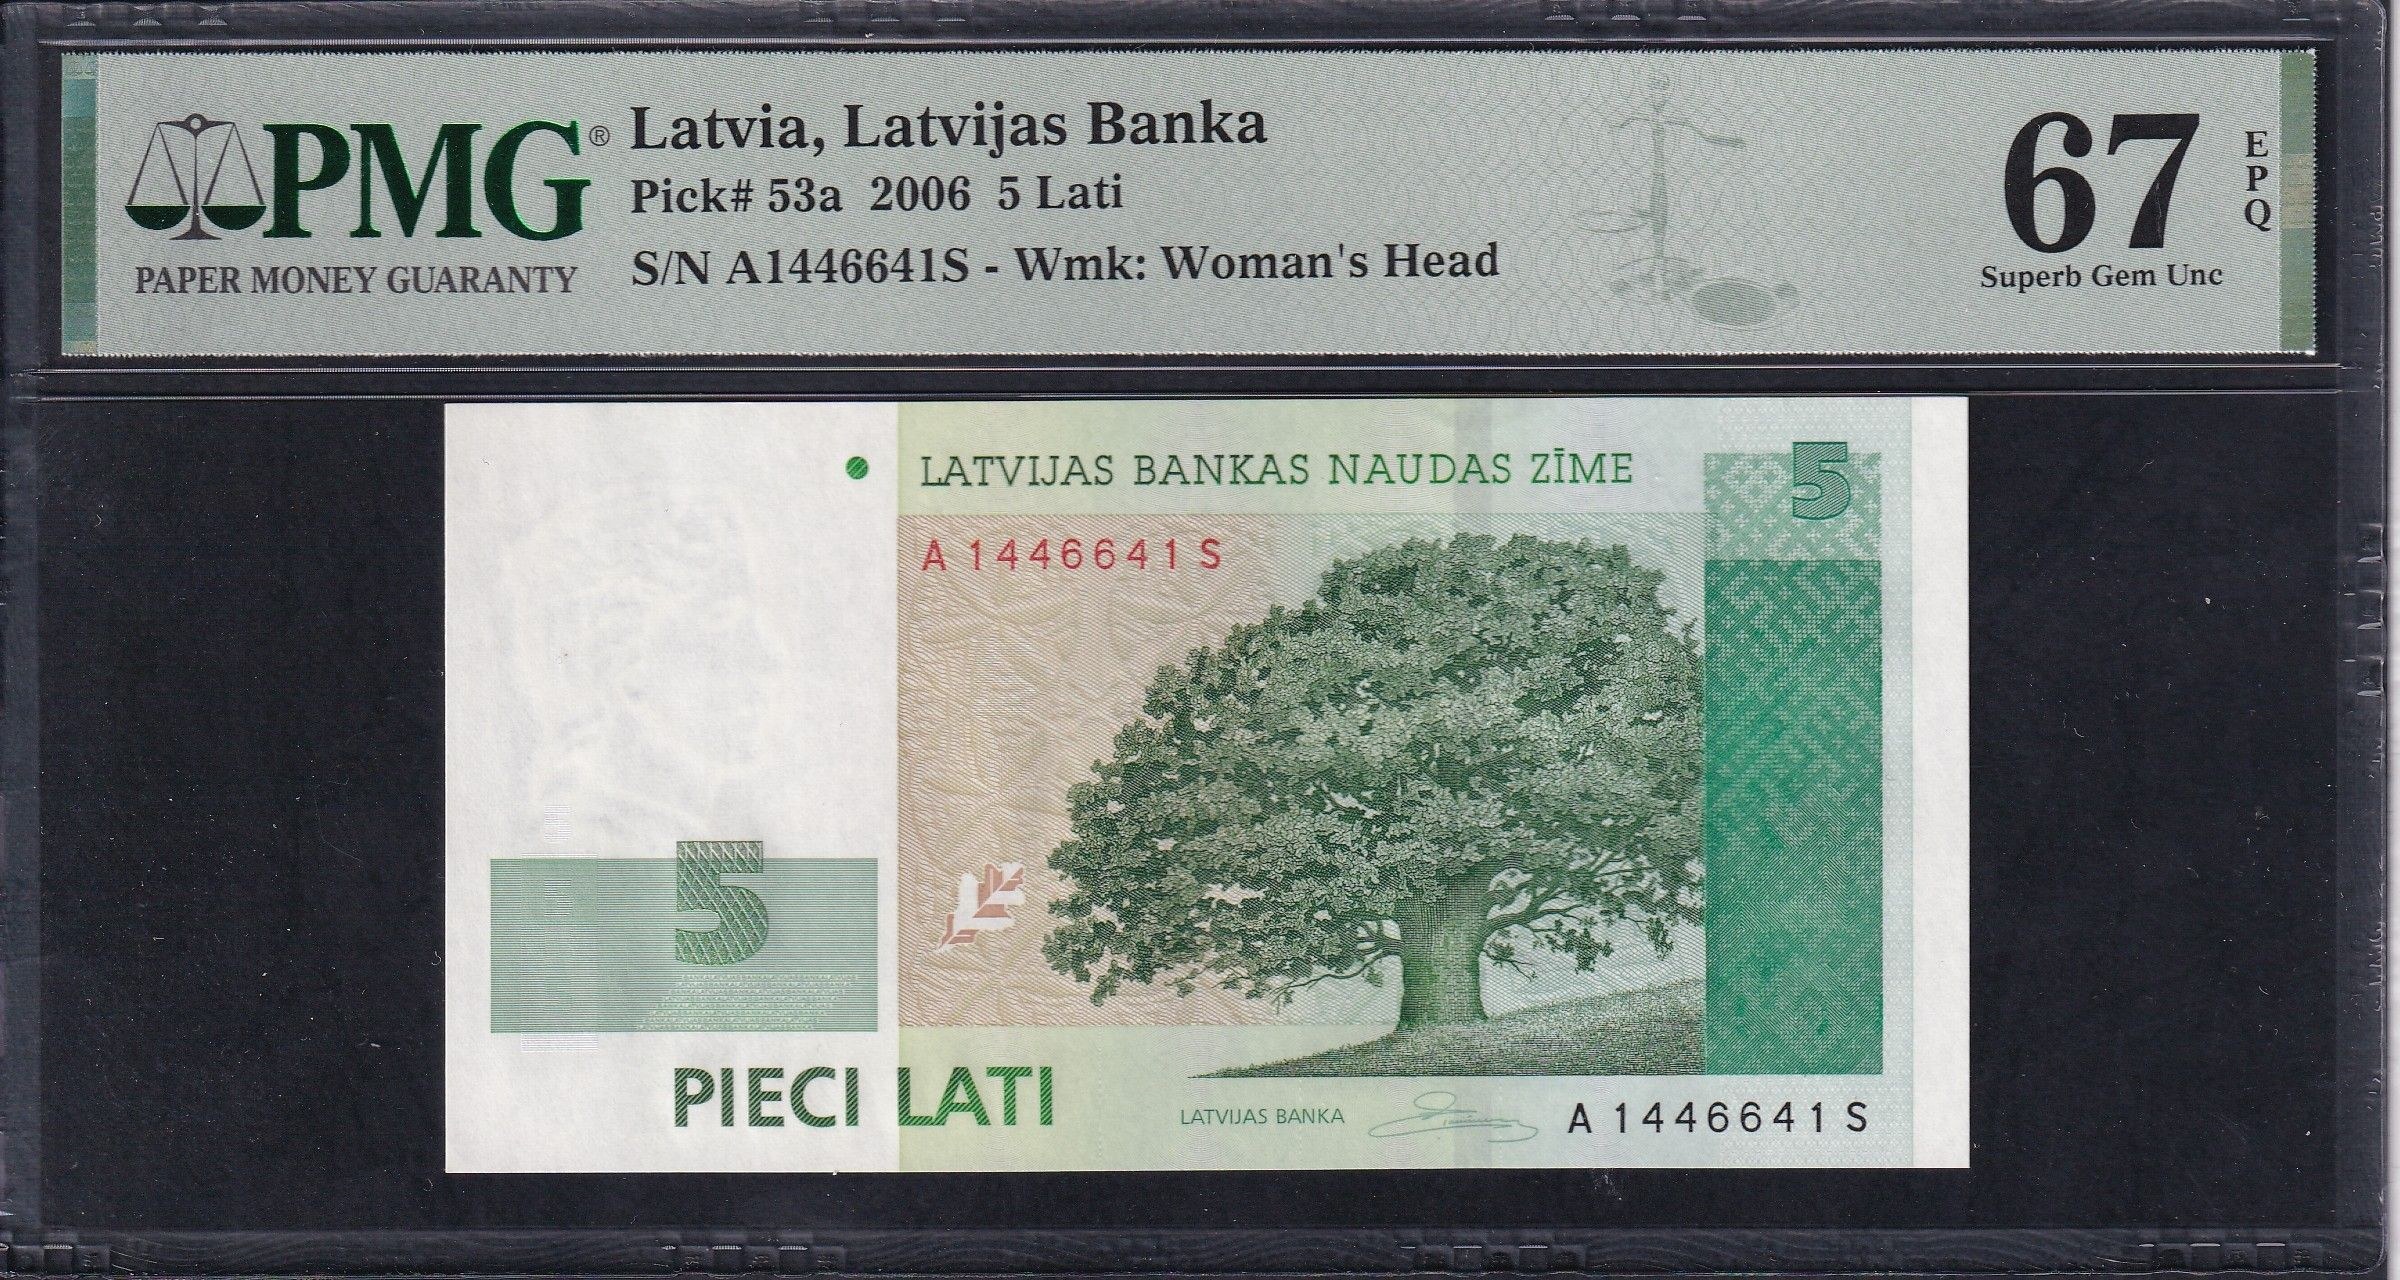 PMG®
PAPER MONEY GUARANTY
Latvia, Latvijas Banka
Pick# 53a 2006 5 Lati
S/N A1446641S - Wmk: Woman's Head
67
EPQ
Superb Gem Unc
LATVIJAS BANKAS NAUDAS ZĪME
5
A 1446641 S
5
PIECI LATI
LATVIJAS BANKA
A 1446641 S